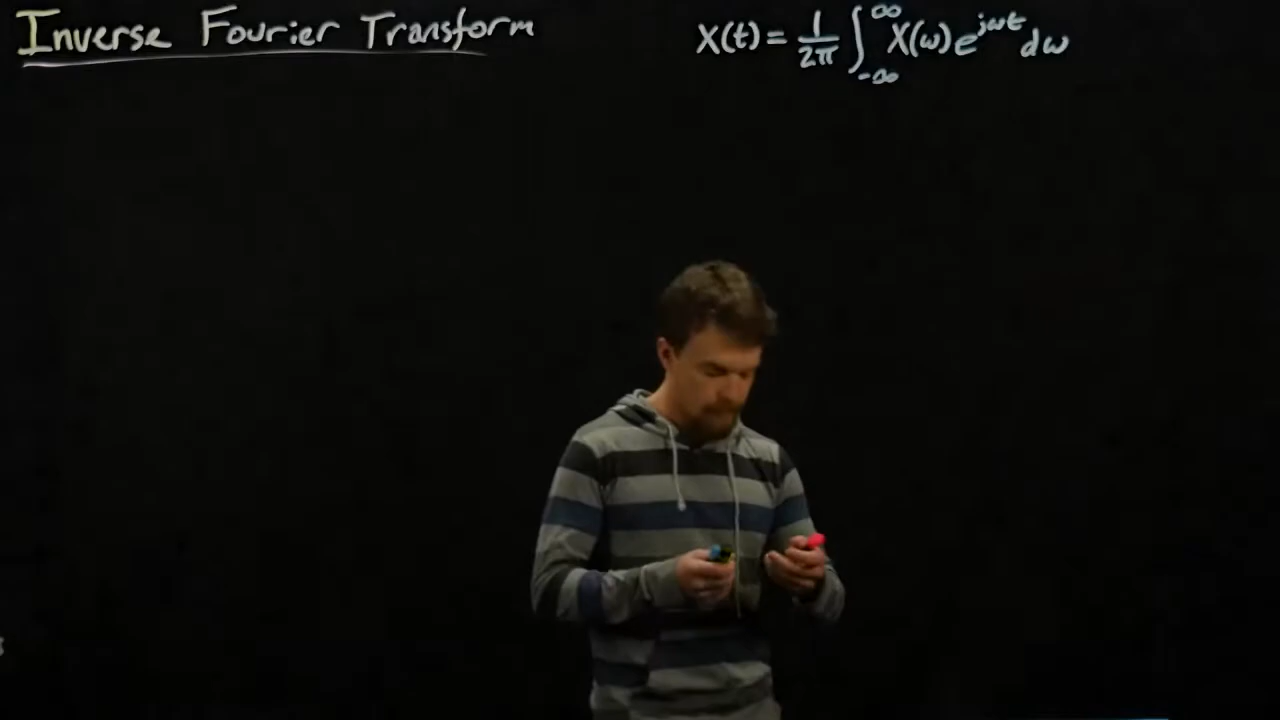 Inverse Fourier Transform
x(t) = 1/2π ∫_{-∞}^{∞} X(ω) e^{jωt} dω